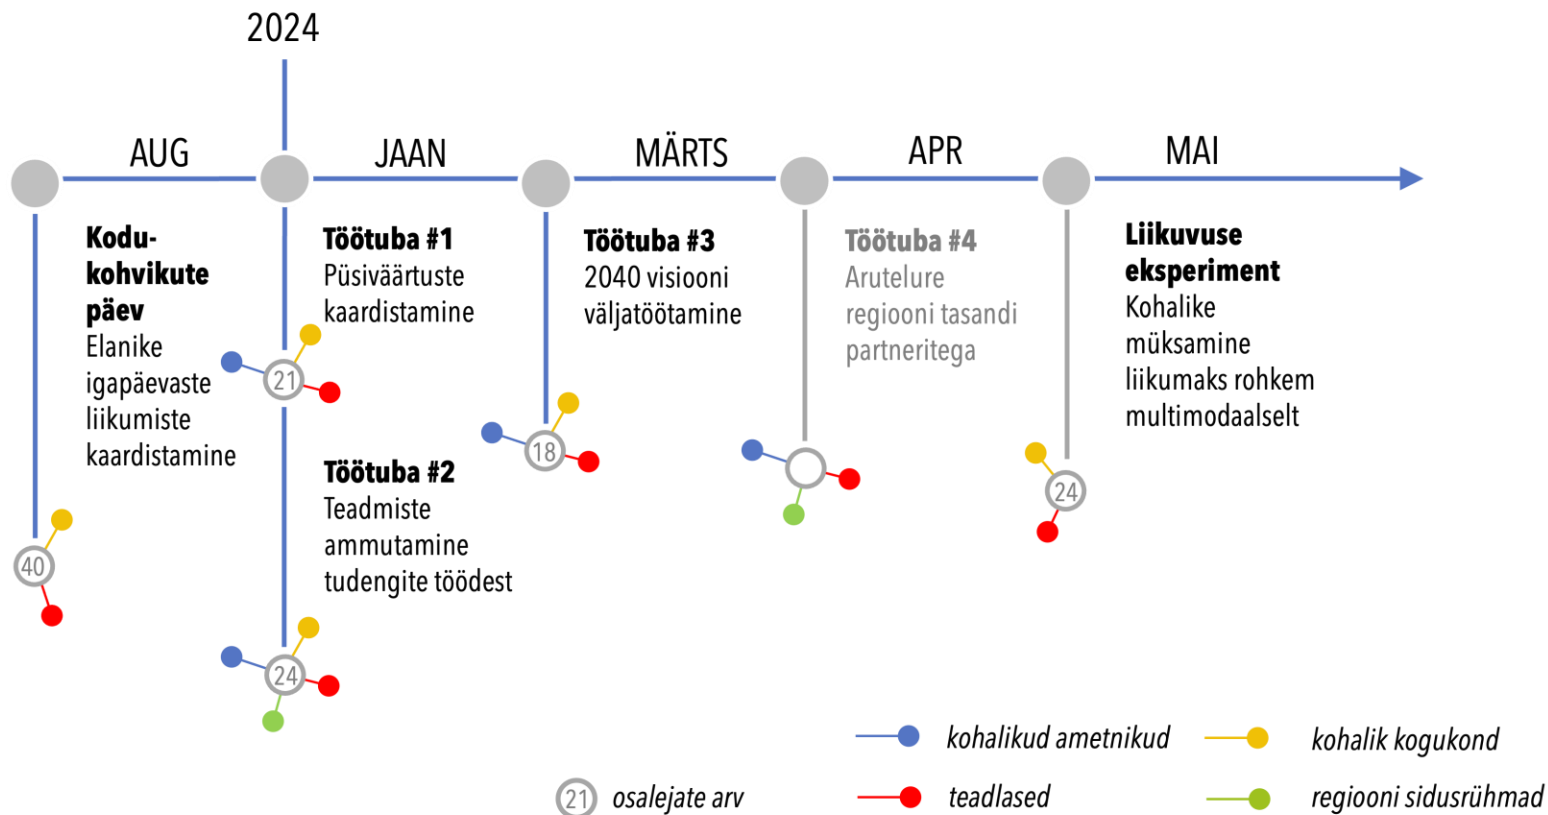 2024
AUG
JAAN
MÄRTS
APR
MAI
Kodu-
kohvikute
päev
Elanike
igapäevaste
liikumiste
kaardistamine
40
Töötuba #1
Püsiväärtuste
kaardistamine
21
Töötuba #2
Teadmiste
ammutamine
tudengite töödest
24
Töötuba #3
2040 visiooni
väljatöötamine
18
Töötuba #4
Arutelure
regiooni tasandi
partneritega
Liikuvuse
eksperiment
Kohalike
müksamine
liikumaks rohkem
multimodaalselt
24
21 osalejate arv
kohalikud ametnikud
kohalik kogukond
teadlased
regiooni sidusrühmad